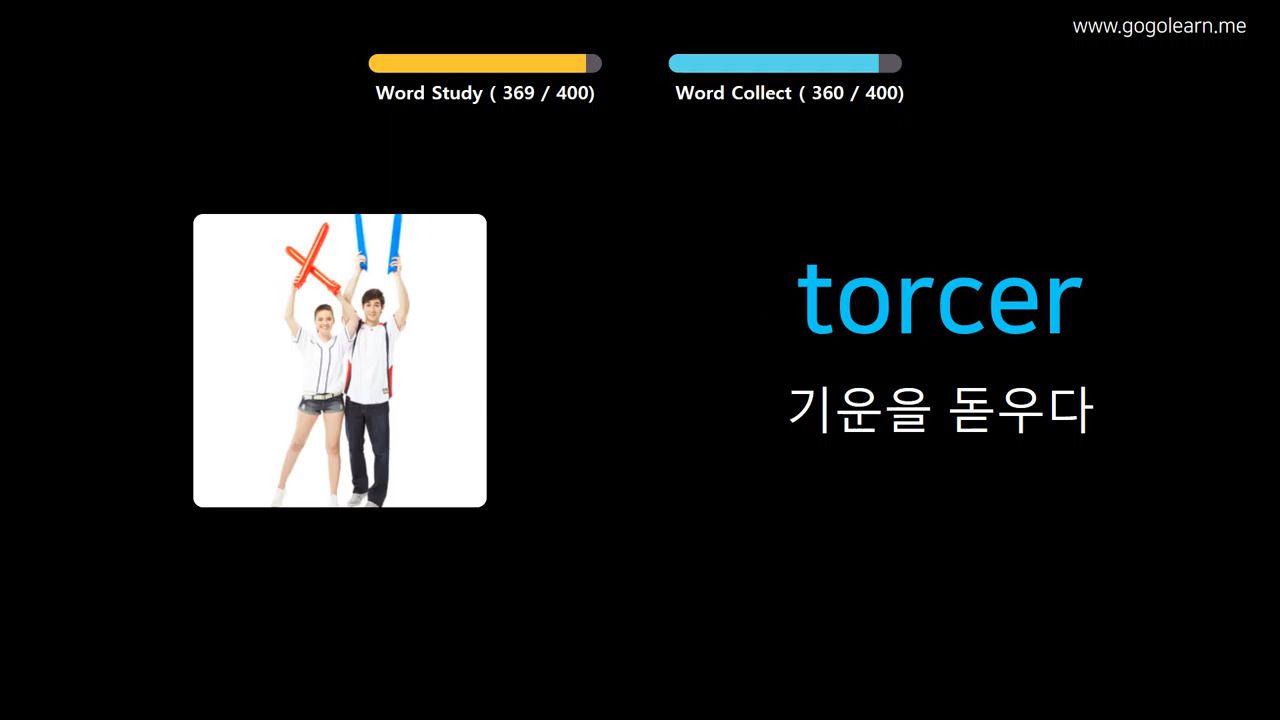 www.gogolearn.me
Word Study ( 369 / 400)
Word Collect ( 360 / 400)
torcer
기운을 돋우다